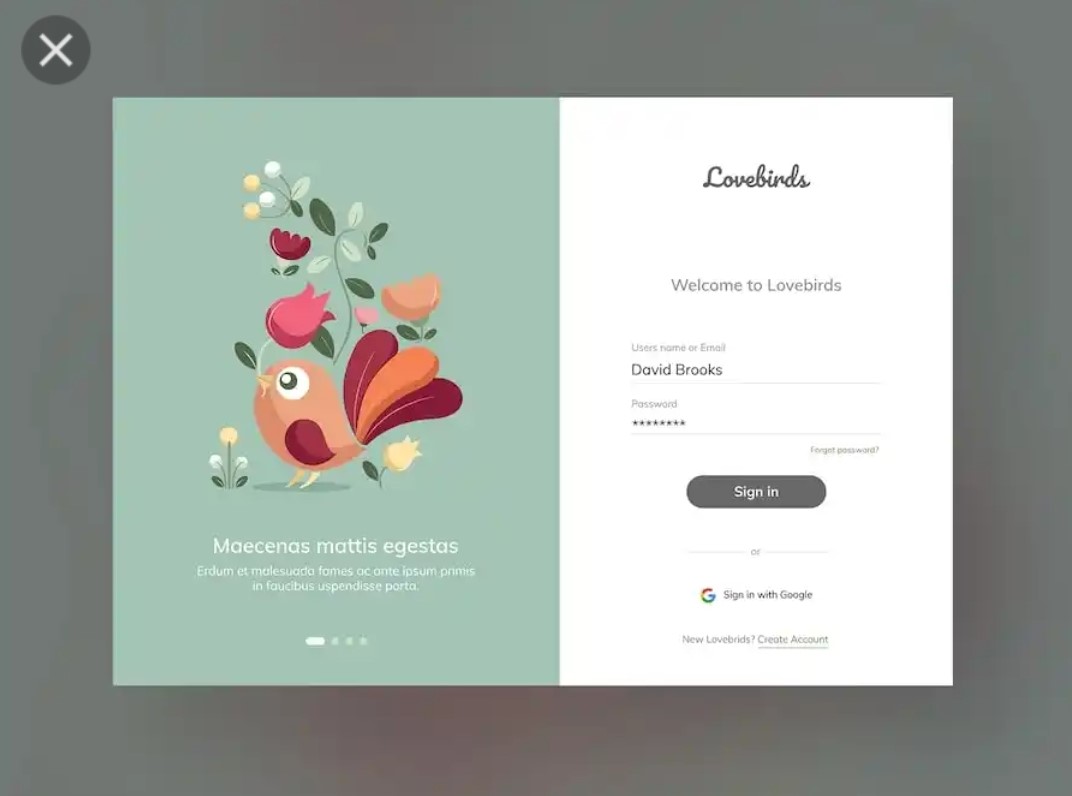 Lovebirds
Welcome to Lovebirds
Users name or Email
David Brooks
Password
********
Forgot password?
Sign in
or
Sign in with Google
New Lovebrids? Create Account
Maecenas mattis egestas
Erdum et malesuada fames ac ante ipsum primis
in faucibus uspendisse porta.